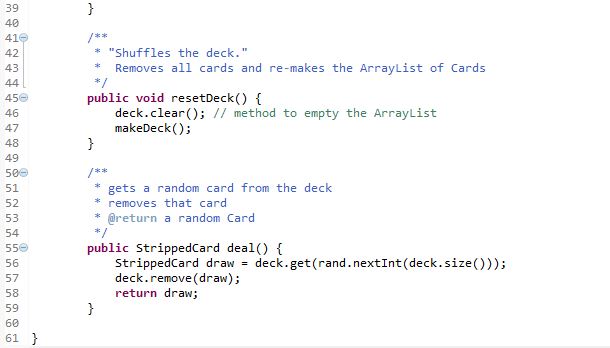 39 }
40
41 /**
42 * "Shuffles the deck."
43 * Removes all cards and re-makes the ArrayList of Cards
44 */
45 public void resetDeck() {
46 deck.clear(); // method to empty the ArrayList
47 makeDeck();
48 }
49
50 /**
51 * gets a random card from the deck
52 * removes that card
53 * @return a random Card
54 */
55 public StrippedCard deal() {
56 StrippedCard draw = deck.get(rand.nextInt(deck.size()));
57 deck.remove(draw);
58 return draw;
59 }
60
61 }